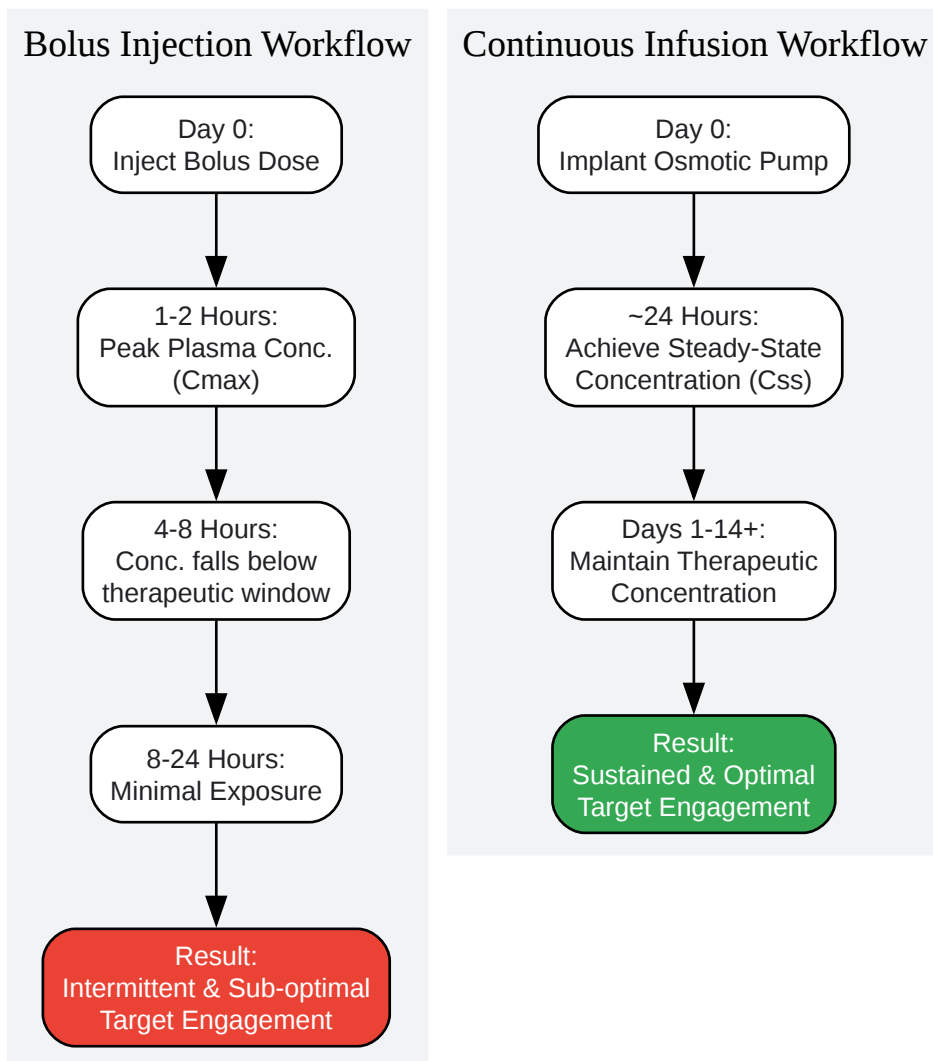 Bolus Injection Workflow
Day 0:
Inject Bolus Dose
1-2 Hours:
Peak Plasma Conc.
(Cmax)
4-8 Hours:
Conc. falls below
therapeutic window
8-24 Hours:
Minimal Exposure
Result:
Intermittent & Sub-optimal
Target Engagement
Continuous Infusion Workflow
Day 0:
Implant Osmotic Pump
~24 Hours:
Achieve Steady-State
Concentration (Css)
Days 1-14+:
Maintain Therapeutic
Concentration
Result:
Sustained & Optimal
Target Engagement